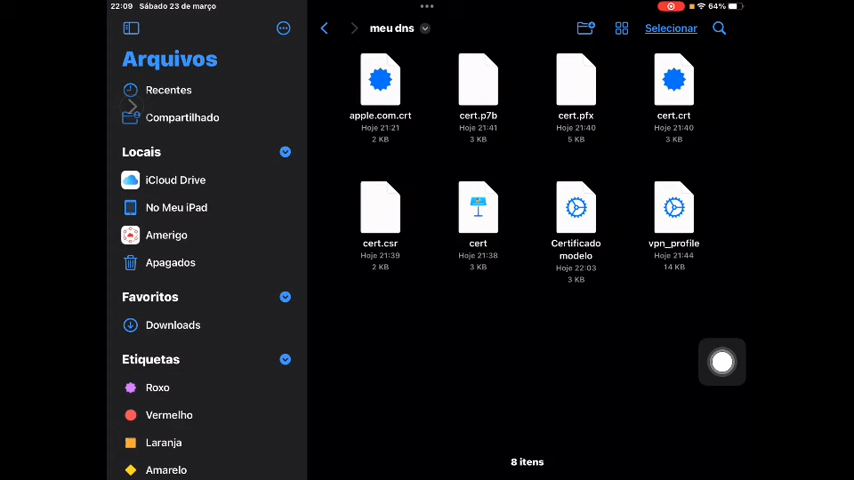 22:09 Sábado 23 de março
64%
Arquivos
Recentes
Compartilhado
Locais
iCloud Drive
No Meu iPad
Amerigo
Apagados
Favoritos
Downloads
Etiquetas
Roxo
Vermelho
Laranja
Amarelo
meu dns
Selecionar
apple.com.crt
Hoje 21:21
2 KB
cert.p7b
Hoje 21:41
3 KB
cert.pfx
Hoje 21:40
5 KB
cert.crt
Hoje 21:40
3 KB
cert.csr
Hoje 21:39
2 KB
cert
Hoje 21:38
3 KB
Certificado
modelo
Hoje 22:03
3 KB
vpn_profile
Hoje 21:44
14 KB
8 itens